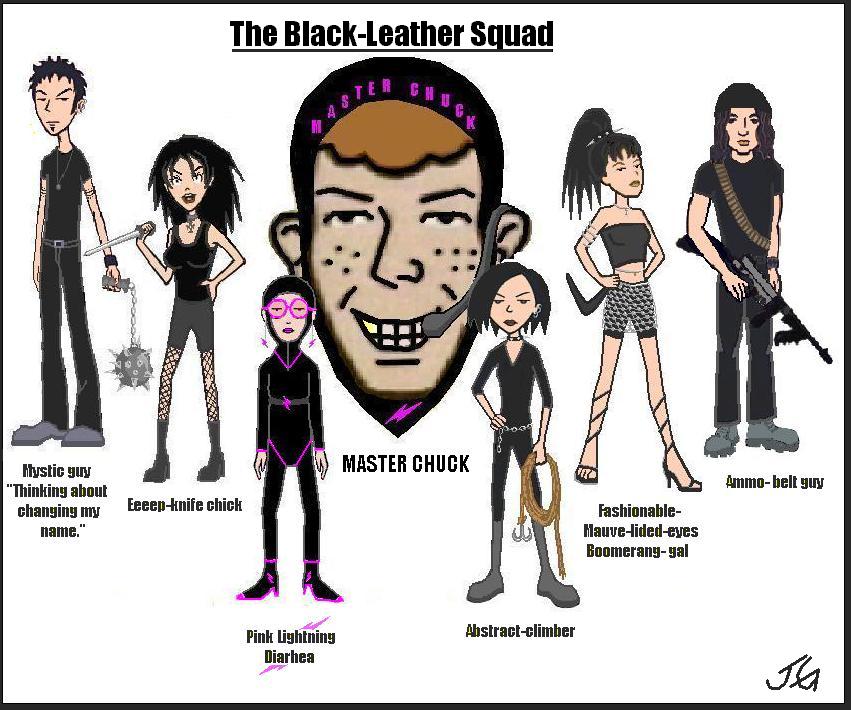 The Black-Leather Squad
MASTER CHUCK
MASTER CHUCK
Mystic guy
"Thinking about
changing my
name."
Eeeep-knife chick
Pink Lightning
Diarhea
Abstract-climber
Fashionable-
Mauve-lided-eyes
Boomerang- gal
Ammo- belt guy
JG